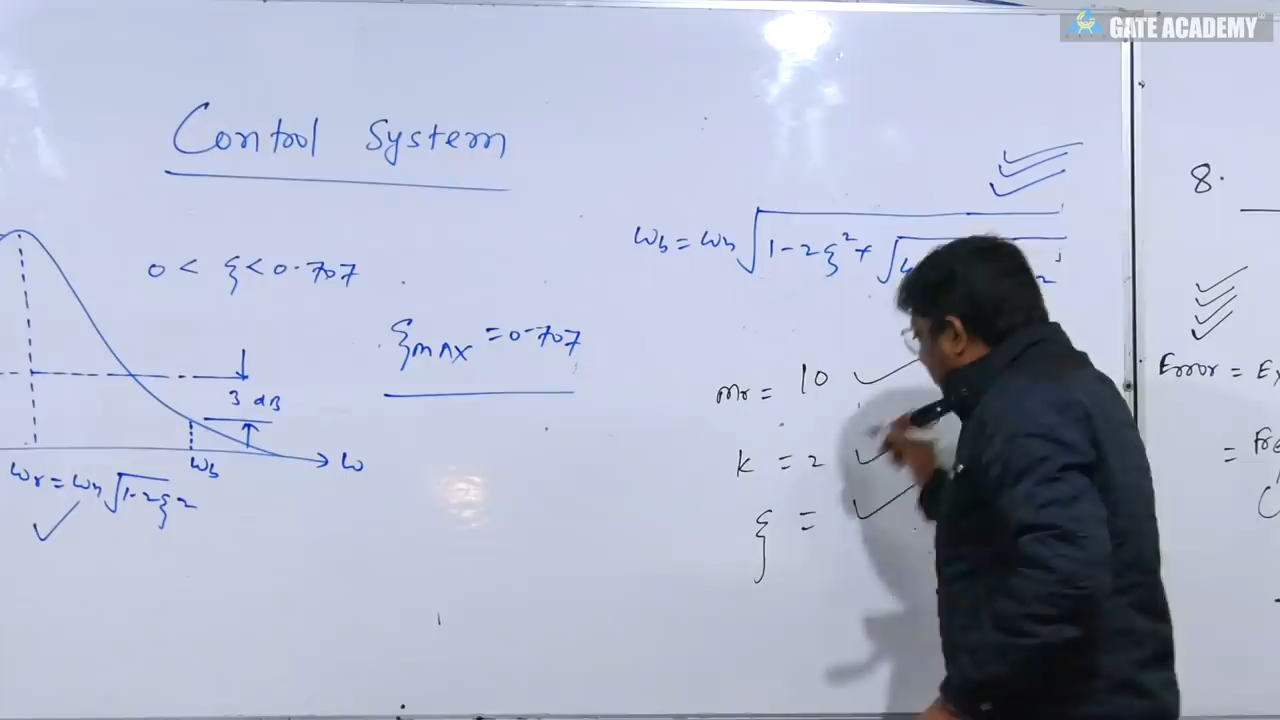 GATE ACADEMY
Control System
0 < ξ < 0.707
ξmax = 0.707
3 dB
ωb
ω
ωr = ωn √1-2ξ2
ωb = ωn √1-2ξ² + √4
2
Mr = 10
k = 2
ξ =
8.
Error =
=